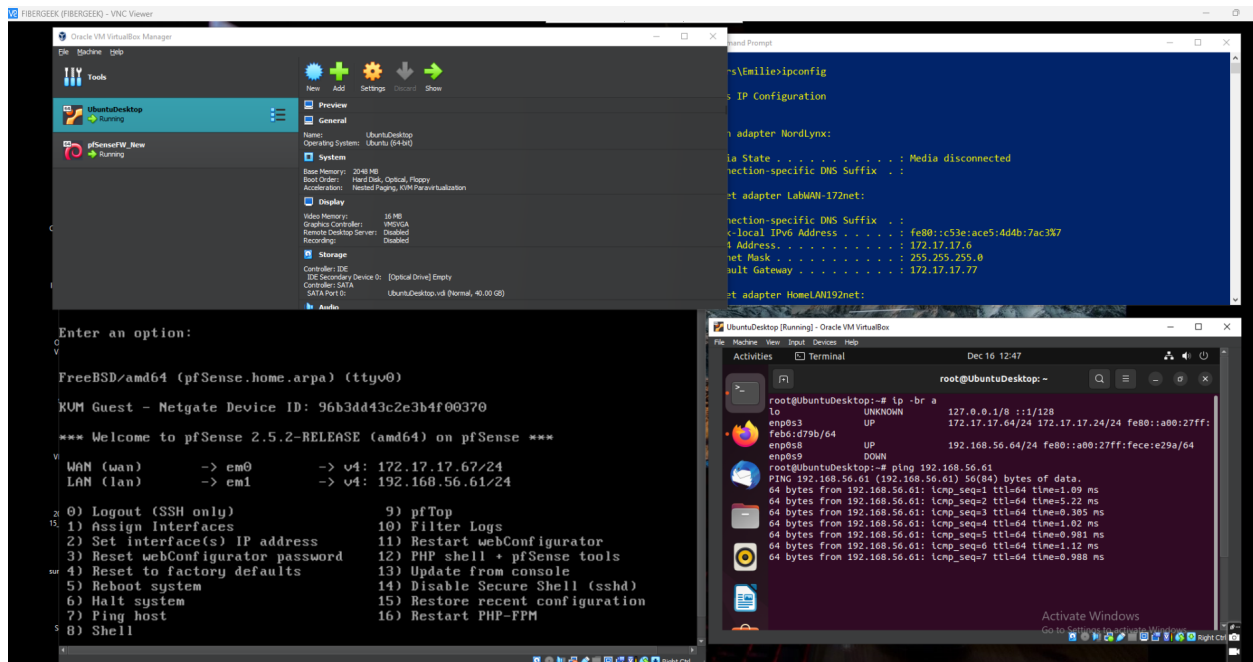 FIBERGEEK (FIBERGEEK) - VNC Viewer
Oracle VM VirtualBox Manager
File Machine Help
Tools
New Add Settings Discard Show
UbuntuDesktop
Running
pfSenseFW_New
Running
Preview
General
Name: UbuntuDesktop
Operating System: Ubuntu (64-bit)
System
Base Memory: 2048 MB
Boot Order: Hard Disk, Optical, Floppy
Acceleration: Nested Paging, KVM Paravirtualization
Display
Video Memory: 16 MB
Graphics Controller: VMSVGA
Remote Desktop Server: Disabled
Recording: Disabled
Storage
Controller: IDE
IDE Secondary Device 0: [Optical Drive] Empty
Controller: SATA
SATA Port 0: UbuntuDesktop.vdi (Normal, 40.00 GB)
Audio
mand Prompt
rs\Emilie>ipconfig
s IP Configuration
n adapter NordLynx:
ia State . . . . . . . . . . . : Media disconnected
nection-specific DNS Suffix . :
et adapter LabWAN-172net:
nection-specific DNS Suffix . :
k-local IPv6 Address . . . . . : fe80::c53e:ace5:4d4b:7ac3%7
4 Address. . . . . . . . . . . : 172.17.17.6
net Mask . . . . . . . . . . . : 255.255.255.0
ault Gateway . . . . . . . . . : 172.17.17.77
et adapter HomeLAN192net:
Enter an option:
FreeBSD/amd64 (pfSense.home.arpa) (ttyv0)
KVM Guest - Netgate Device ID: 96b3dd43c2e3b4f00370
*** Welcome to pfSense 2.5.2-RELEASE (amd64) on pfSense ***
WAN (wan) -> em0 -> v4: 172.17.17.67/24
LAN (lan) -> em1 -> v4: 192.168.56.61/24
0) Logout (SSH only) 9) pfTop
1) Assign Interfaces 10) Filter Logs
2) Set interface(s) IP address 11) Restart webConfigurator
3) Reset webConfigurator password 12) PHP shell + pfSense tools
4) Reset to factory defaults 13) Update from console
5) Reboot system 14) Disable Secure Shell (sshd)
6) Halt system 15) Restore recent configuration
7) Ping host 16) Restart PHP-FPM
8) Shell
Right Ctrl
UbuntuDesktop [Running] - Oracle VM VirtualBox
File Machine View Input Devices Help
Activities Terminal Dec 16 12:47
root@UbuntuDesktop: ~
root@UbuntuDesktop:~# ip -br a
lo UNKNOWN 127.0.0.1/8 ::1/128
enp0s3 UP 172.17.17.64/24 172.17.17.24/24 fe80::a00:27ff:
feb6:d79b/64
enp0s8 UP 192.168.56.64/24 fe80::a00:27ff:fece:e29a/64
enp0s9 DOWN
root@UbuntuDesktop:~# ping 192.168.56.61
PING 192.168.56.61 (192.168.56.61) 56(84) bytes of data.
64 bytes from 192.168.56.61: icmp_seq=1 ttl=64 time=1.09 ms
64 bytes from 192.168.56.61: icmp_seq=2 ttl=64 time=5.22 ms
64 bytes from 192.168.56.61: icmp_seq=3 ttl=64 time=0.305 ms
64 bytes from 192.168.56.61: icmp_seq=4 ttl=64 time=1.02 ms
64 bytes from 192.168.56.61: icmp_seq=5 ttl=64 time=0.981 ms
64 bytes from 192.168.56.61: icmp_seq=6 ttl=64 time=1.12 ms
64 bytes from 192.168.56.61: icmp_seq=7 ttl=64 time=0.988 ms
Activate Windows
Go to Settings to activate Windows.
Right Ctrl